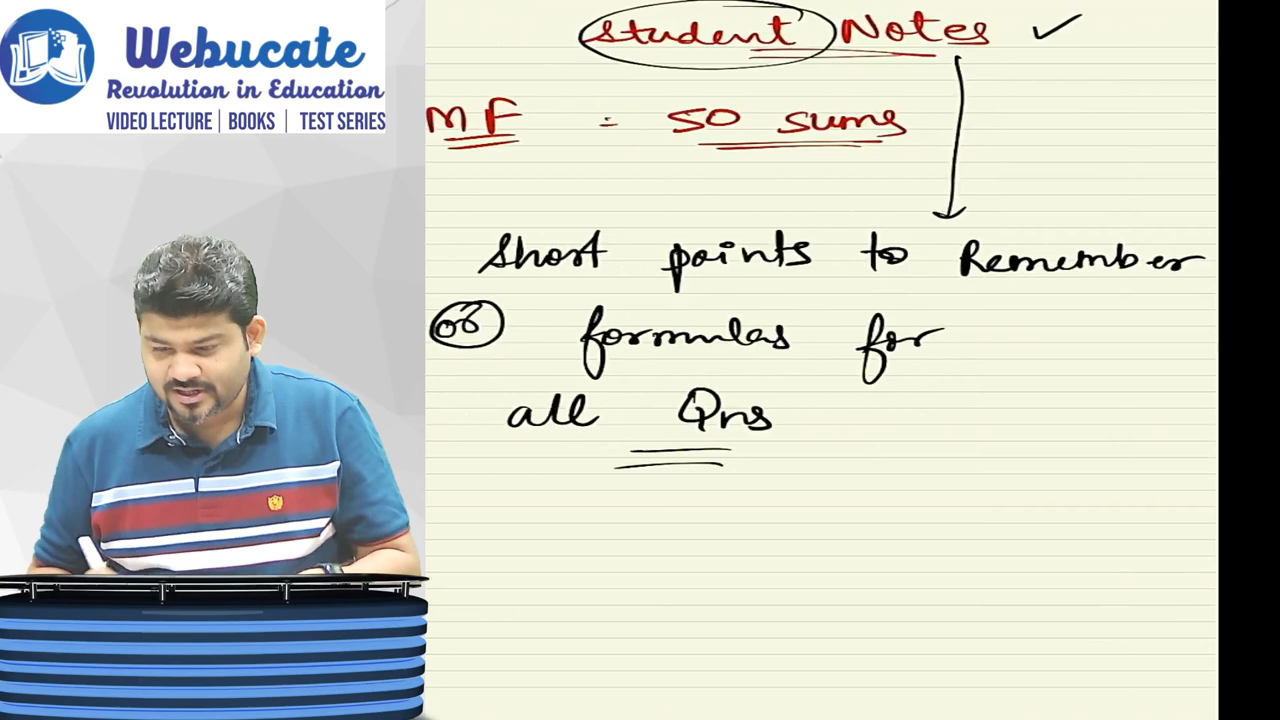 Webucate
Revolution in Education
VIDEO LECTURE | BOOKS | TEST SERIES
Student Notes ✓
MF = 50 sums
Short points to Remember
or formulas for
all Qns